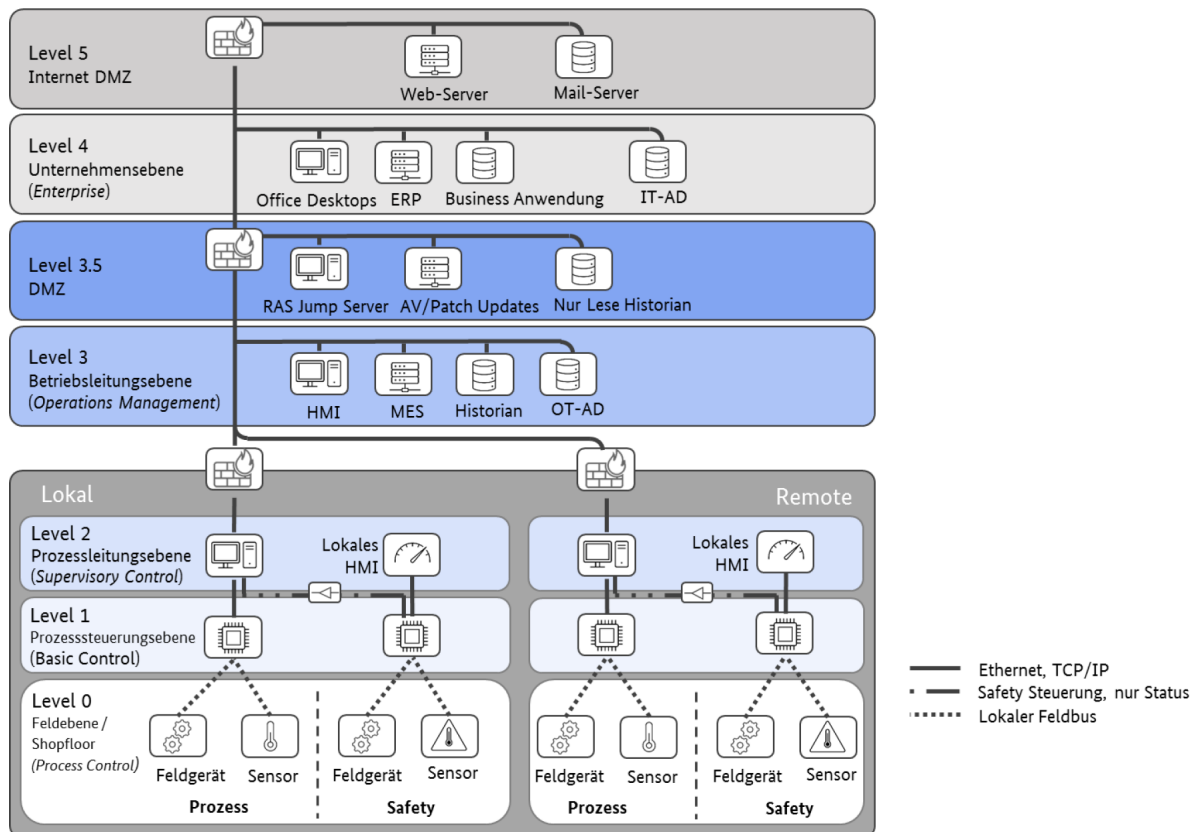 Level 5
Internet DMZ
Web-Server
Mail-Server
Level 4
Unternehmensebene
(Enterprise)
Office Desktops
ERP
Business Anwendung
IT-AD
Level 3.5
DMZ
RAS Jump Server
AV/Patch Updates
Nur Lese Historian
Level 3
Betriebsleitungsebene
(Operations Management)
HMI
MES
Historian
OT-AD
Lokal
Remote
Level 2
Prozessleitungsebene
(Supervisory Control)
Lokales
HMI
Lokales
HMI
Level 1
Prozesssteuerungsebene
(Basic Control)
Level 0
Feldebene /
Shopfloor
(Process Control)
Feldgerät
Sensor
Feldgerät
Sensor
Feldgerät
Sensor
Feldgerät
Sensor
Prozess
Safety
Prozess
Safety
Ethernet, TCP/IP
Safety Steuerung, nur Status
Lokaler Feldbus